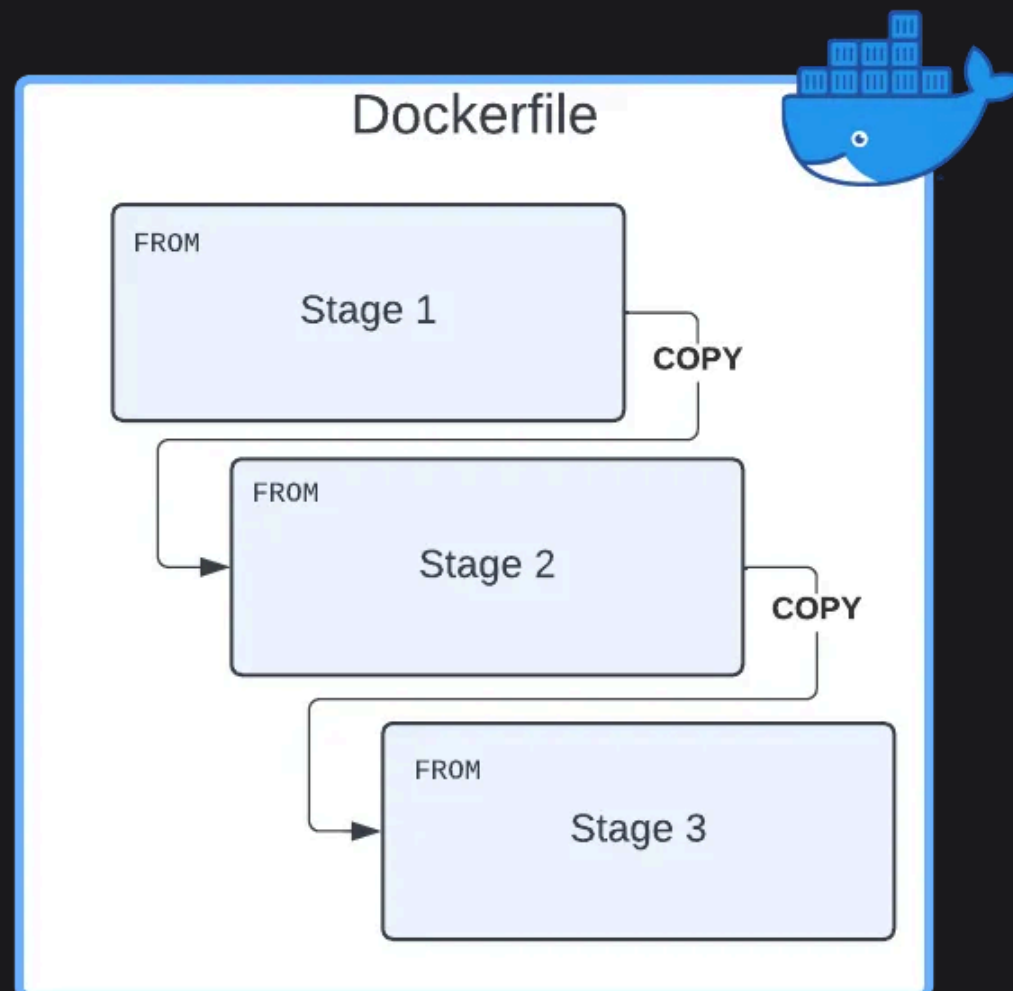 Dockerfile
FROM
Stage 1
COPY
FROM
Stage 2
COPY
FROM
Stage 3